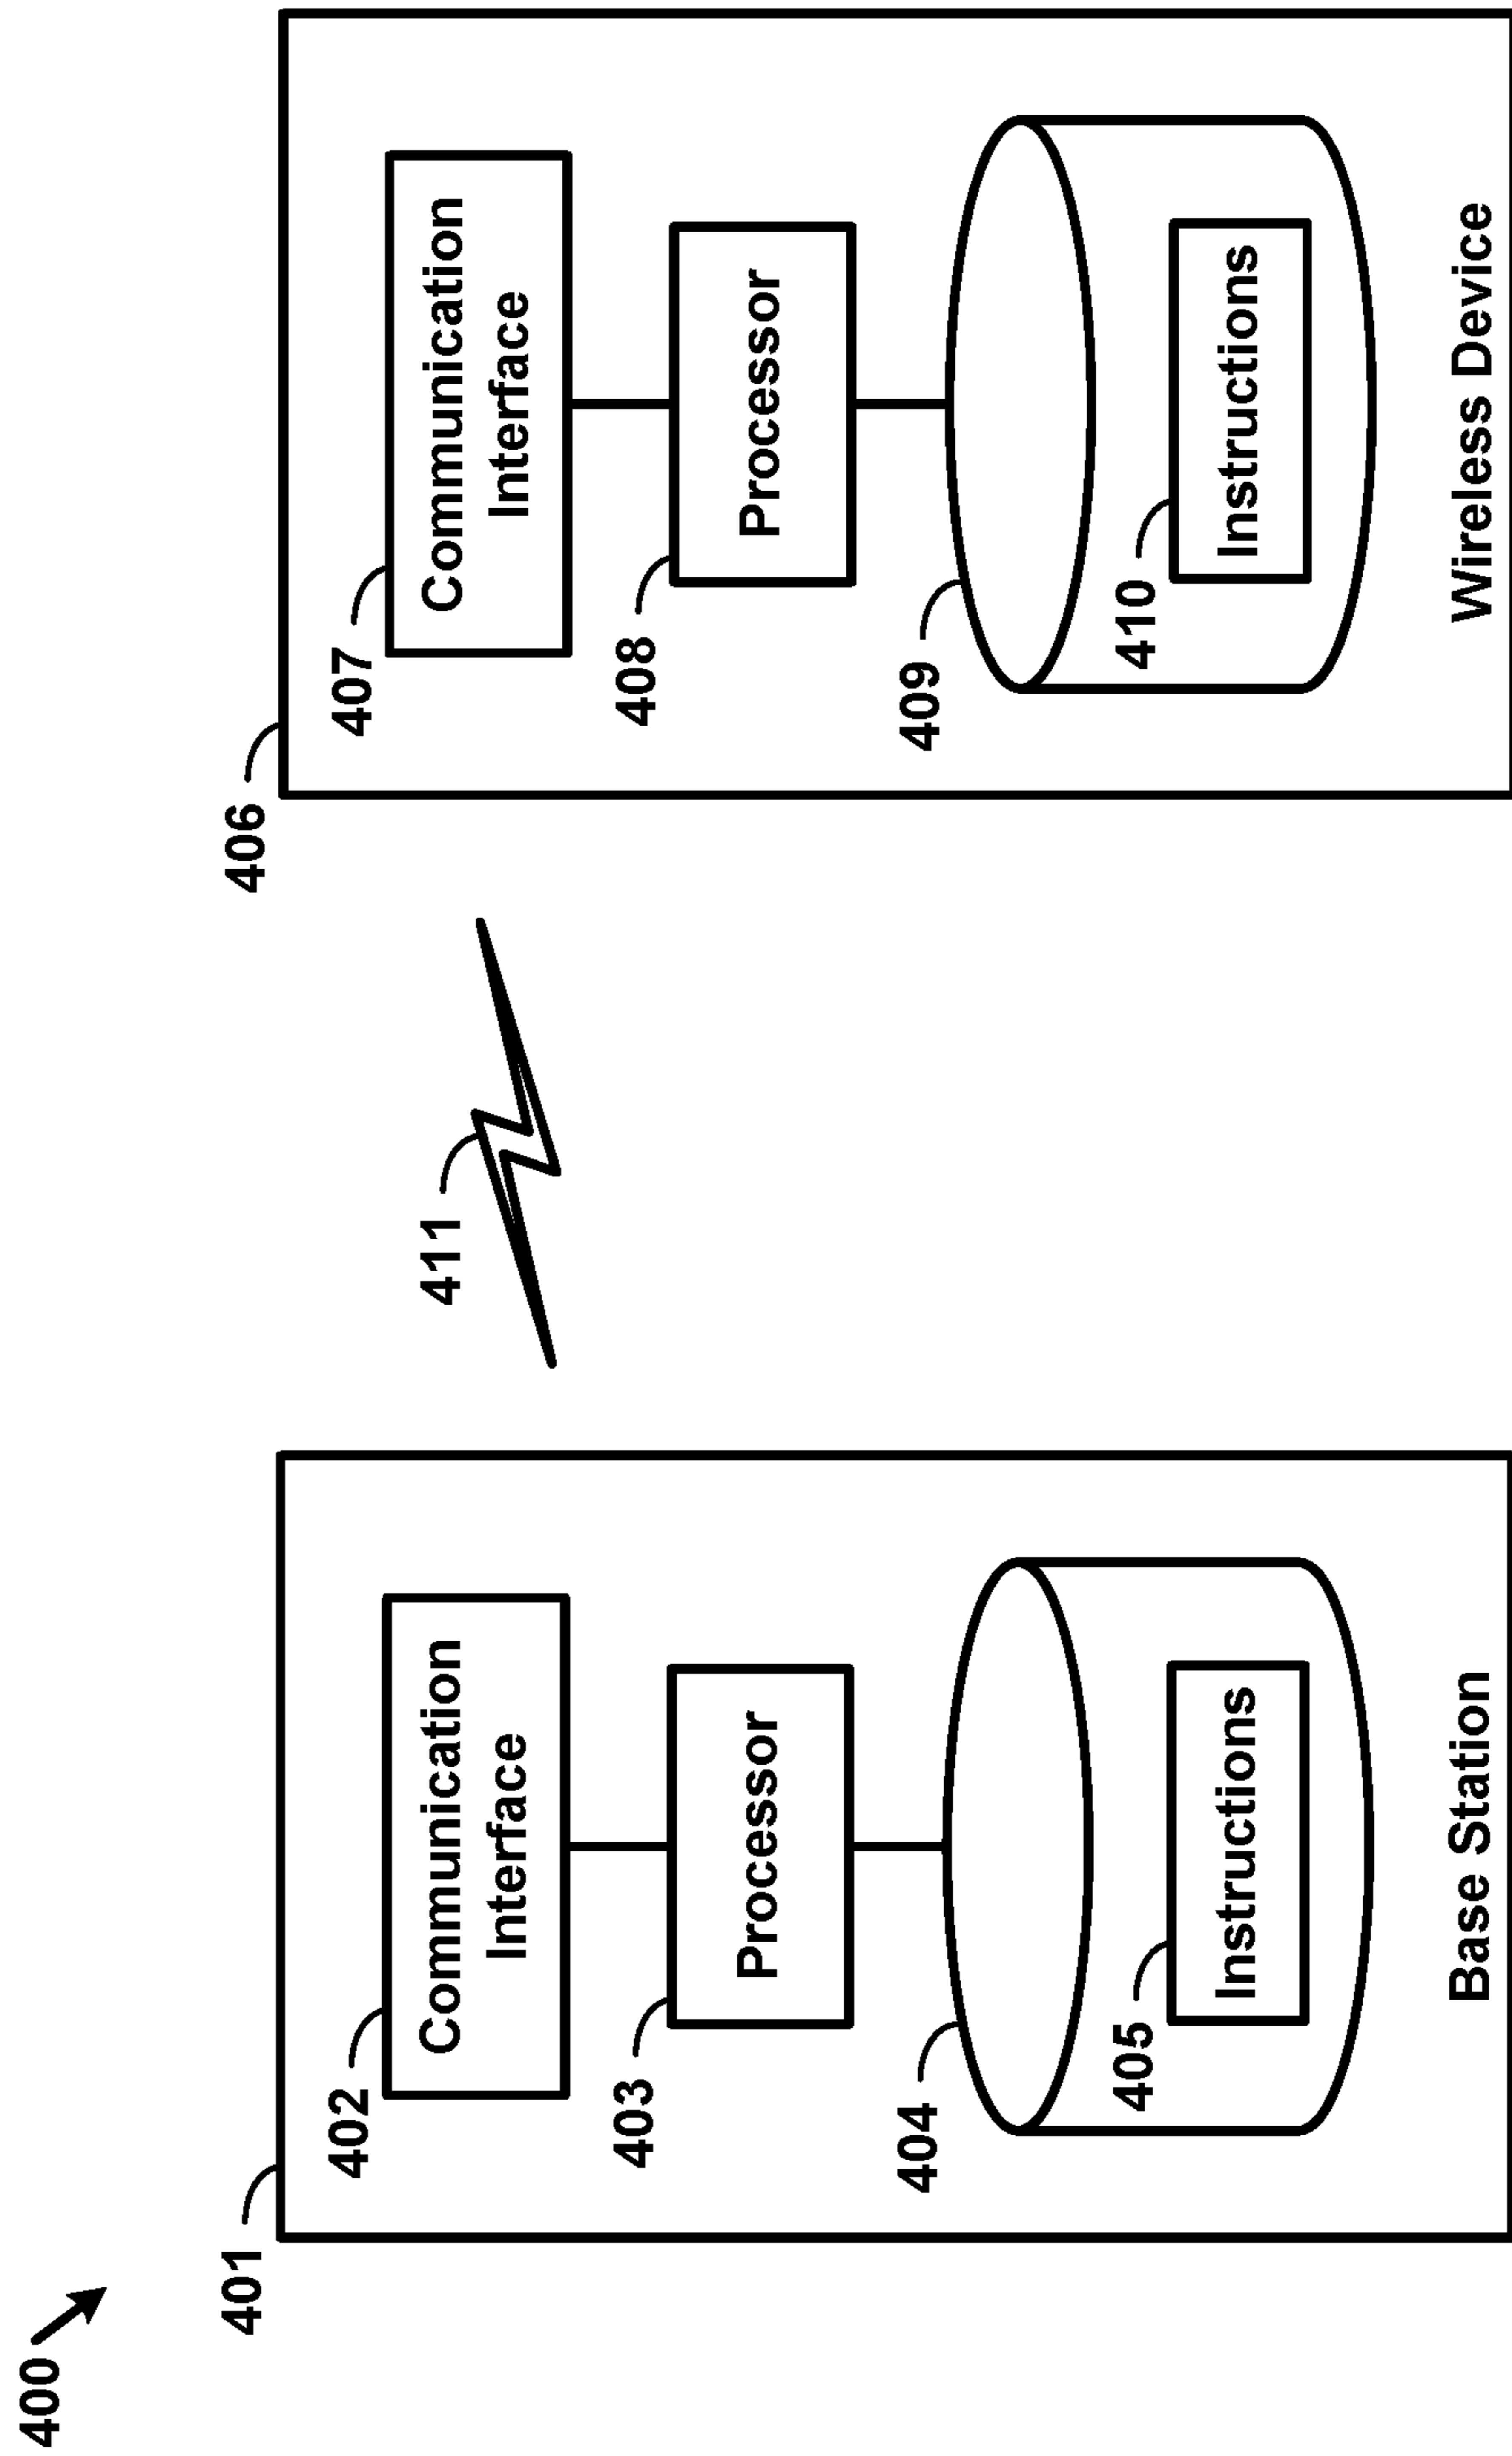 400
401
402
Communication
Interface
403
Processor
404
405
Instructions
Base Station
411
406
407
Communication
Interface
408
Processor
409
410
Instructions
Wireless Device